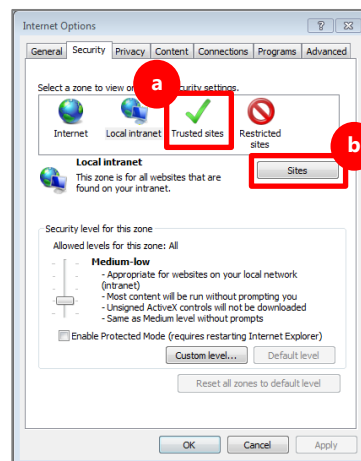 Internet Options
General Security Privacy Content Connections Programs Advanced
Select a zone to view or security settings.
a
Internet Local intranet Trusted sites Restricted sites
b
Local intranet
Sites
This zone is for all websites that are
found on your intranet.
Security level for this zone
Allowed levels for this zone: All
Medium-low
- Appropriate for websites on your local network
(intranet)
- Most content will be run without prompting you
- Unsigned ActiveX controls will not be downloaded
- Same as Medium level without prompts
Enable Protected Mode (requires restarting Internet Explorer)
Custom level... Default level
Reset all zones to default level
OK Cancel Apply